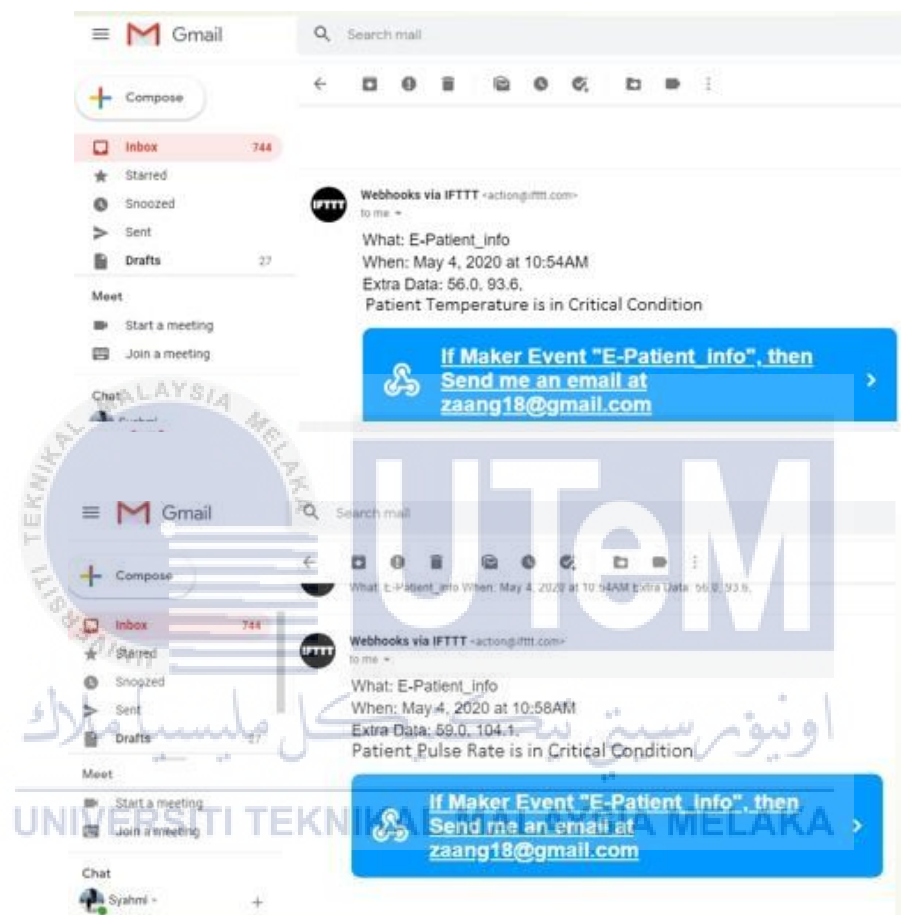 Gmail
Search mail
Compose
Inbox 744
Starred
Snoozed
Sent
Drafts 27
Meet
Start a meeting
Join a meeting
Chat
IFTTT
Webhooks via IFTTT <action@ifttt.com>
to me
What: E-Patient_info
When: May 4, 2020 at 10:54AM
Extra Data: 56.0, 93.6,
Patient Temperature is in Critical Condition
If Maker Event "E-Patient_info", then
Send me an email at
zaang18@gmail.com
Gmail
Search mail
Compose
What: E-Patient_info When: May 4, 2020 at 10:54AM Extra Data: 56.0, 93.6,
Inbox 744
Starred
Snoozed
Sent
Drafts 27
Meet
Start a meeting
Join a meeting
Chat
Syahmi
IFTTT
Webhooks via IFTTT <action@ifttt.com>
to me
What: E-Patient_info
When: May 4, 2020 at 10:58AM
Extra Data: 59.0, 104.1,
Patient Pulse Rate is in Critical Condition
If Maker Event "E-Patient_info", then
Send me an email at
zaang18@gmail.com
UTeM
اونيورسيتي تيكنيكل مليسيا ملاك
UNIVERSITI TEKNIKAL MALAYSIA MELAKA